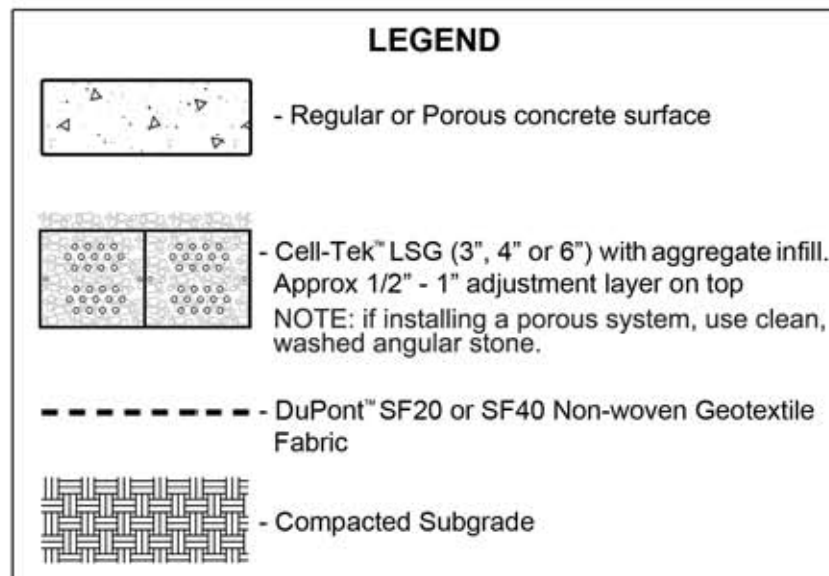 LEGEND
- Regular or Porous concrete surface
- Cell-Tek™ LSG (3”, 4” or 6”) with aggregate infill.
Approx 1/2” - 1” adjustment layer on top
NOTE: if installing a porous system, use clean,
washed angular stone.
- DuPont™ SF20 or SF40 Non-woven Geotextile
Fabric
- Compacted Subgrade